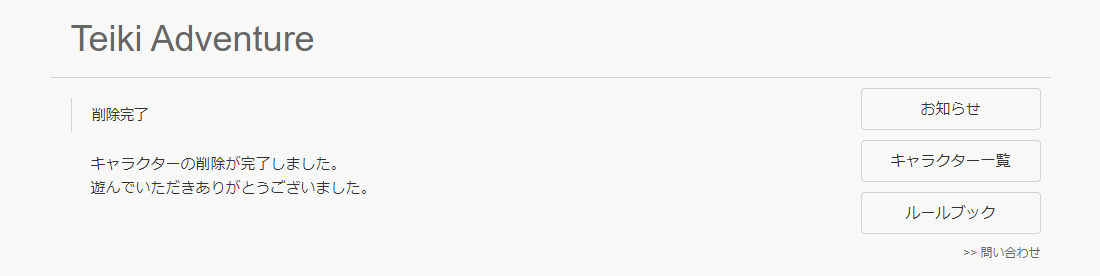 Teiki Adventure
削除完了
キャラクターの削除が完了しました。
遊んでいただきありがとうございました。
お知らせ
キャラクター一覧
ルールブック
>> 問い合わせ